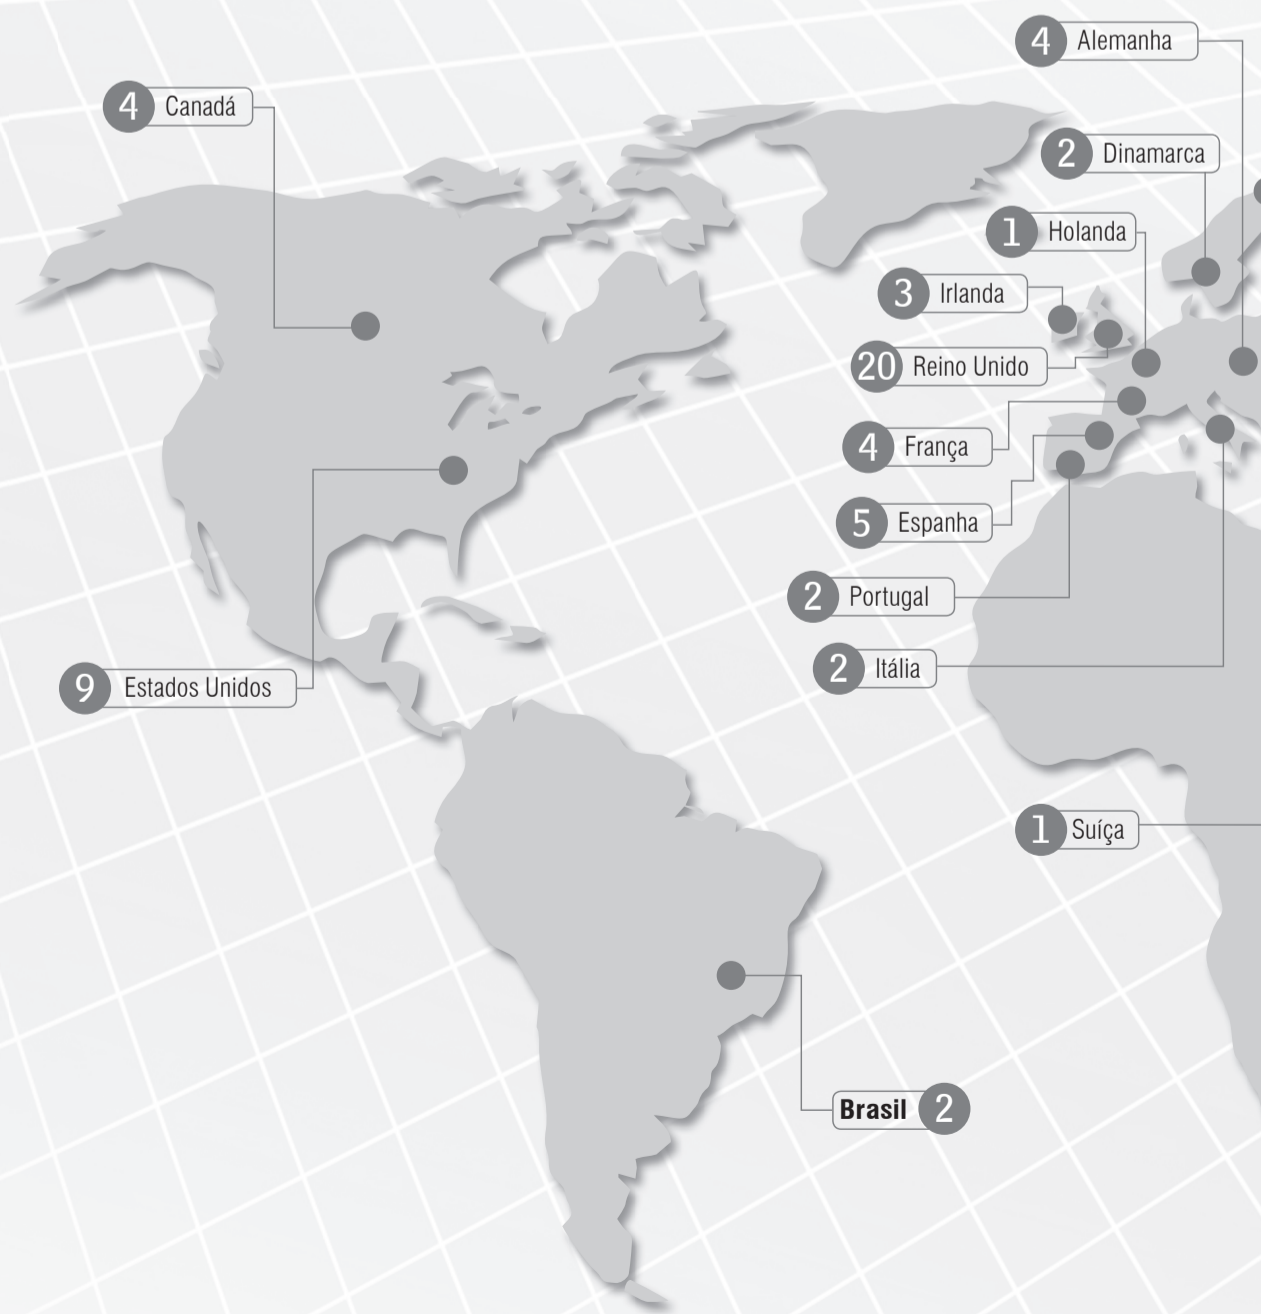 4 Alemanha
4 Canadá
2 Dinamarca
1 Holanda
3 Irlanda
20 Reino Unido
4 França
5 Espanha
2 Portugal
2 Itália
9 Estados Unidos
1 Suíça
Brasil 2